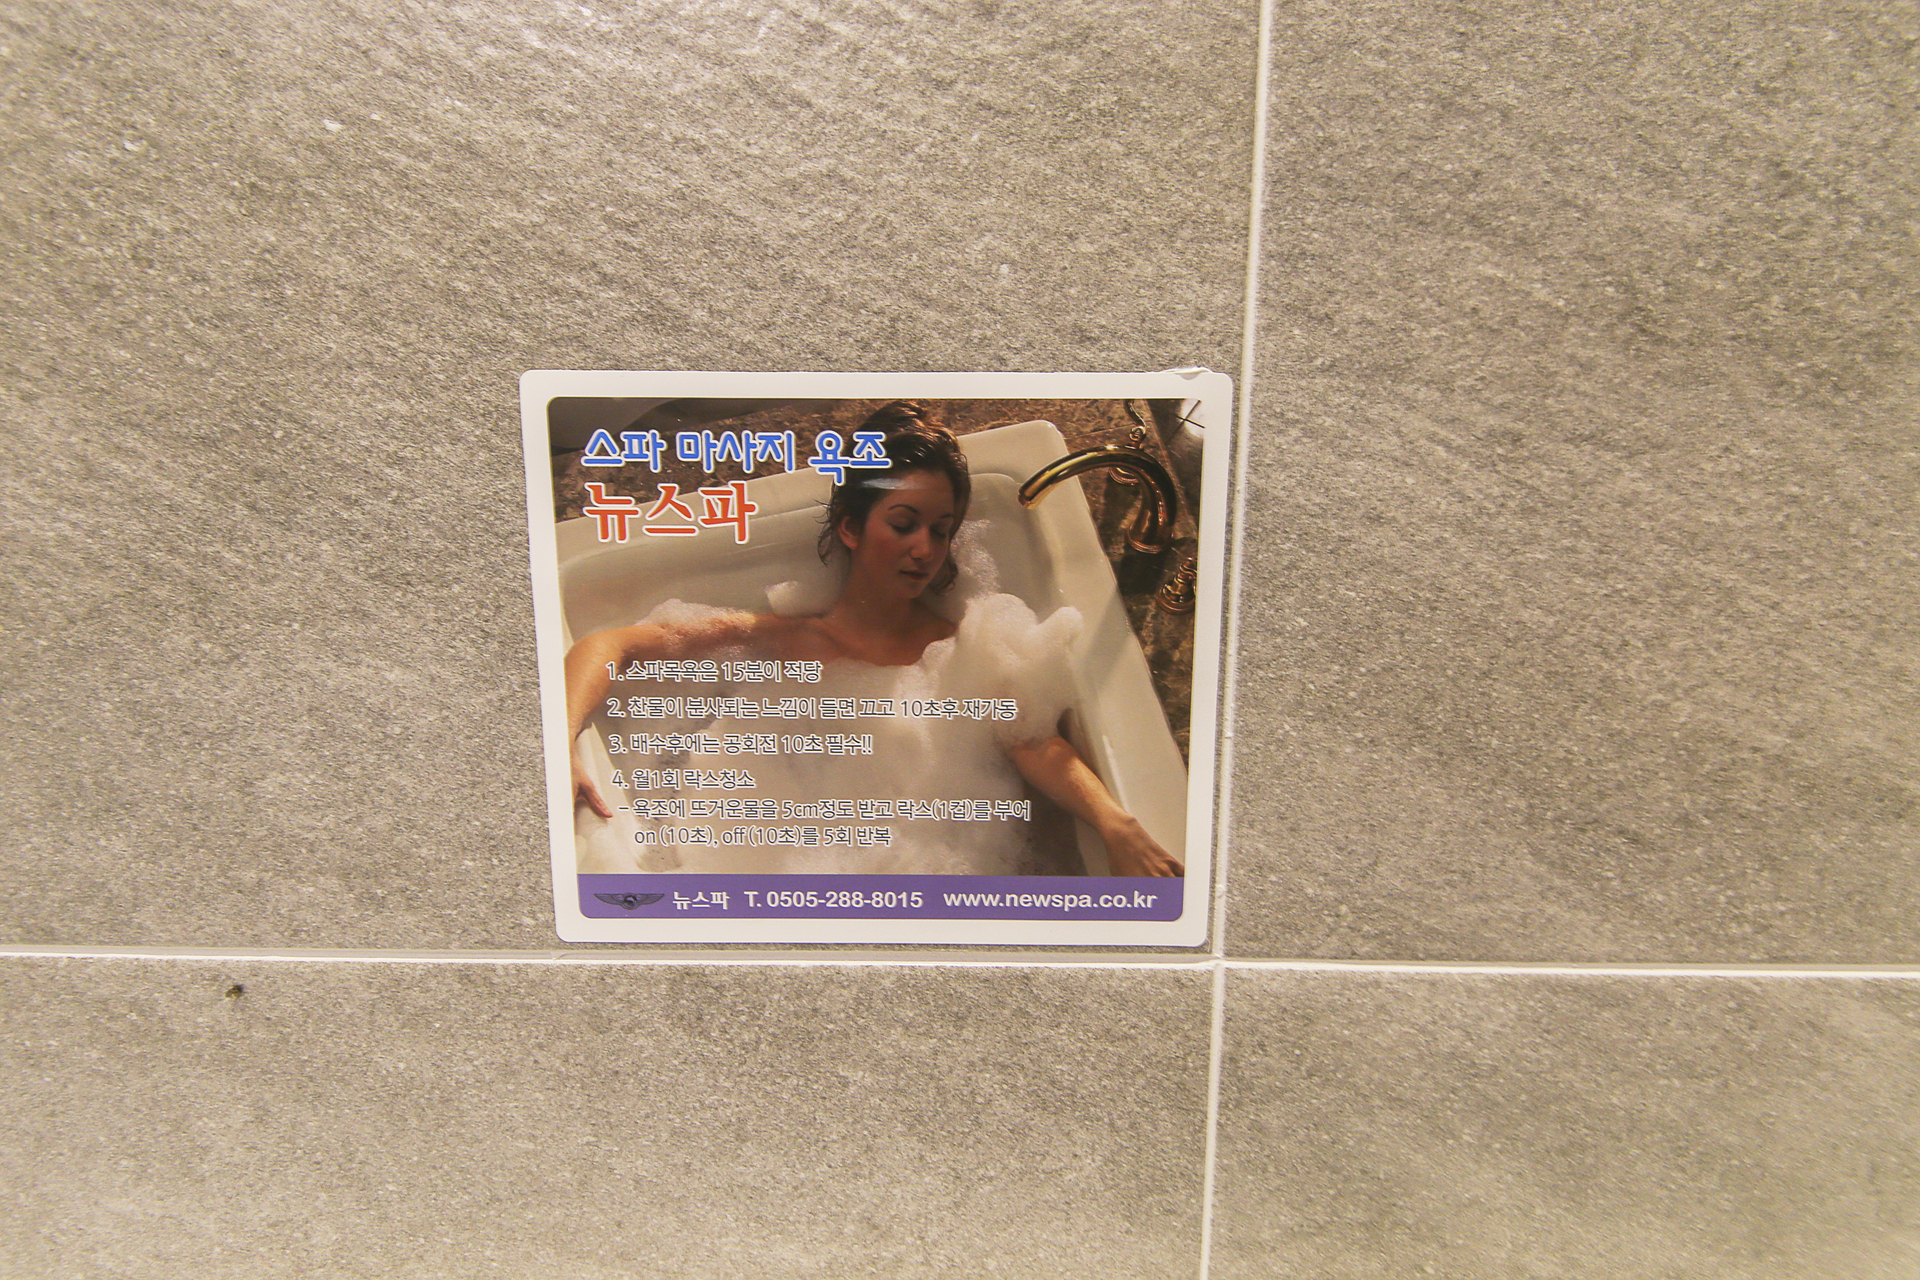 스파 마사지 욕조
뉴스파
1. 스파목욕은 15분이 적당
2. 찬물이 분사되는 느낌이 들면 끄고 10초후 재가동
3. 배수후에는 공회전 10초 필수!!
4. 월1회 락스청소
- 욕조에 뜨거운물을 5cm정도 받고 락스(1컵)를 부어
on (10초), off (10초)를 5회 반복
뉴스파 T. 0505-288-8015 www.newspa.co.kr